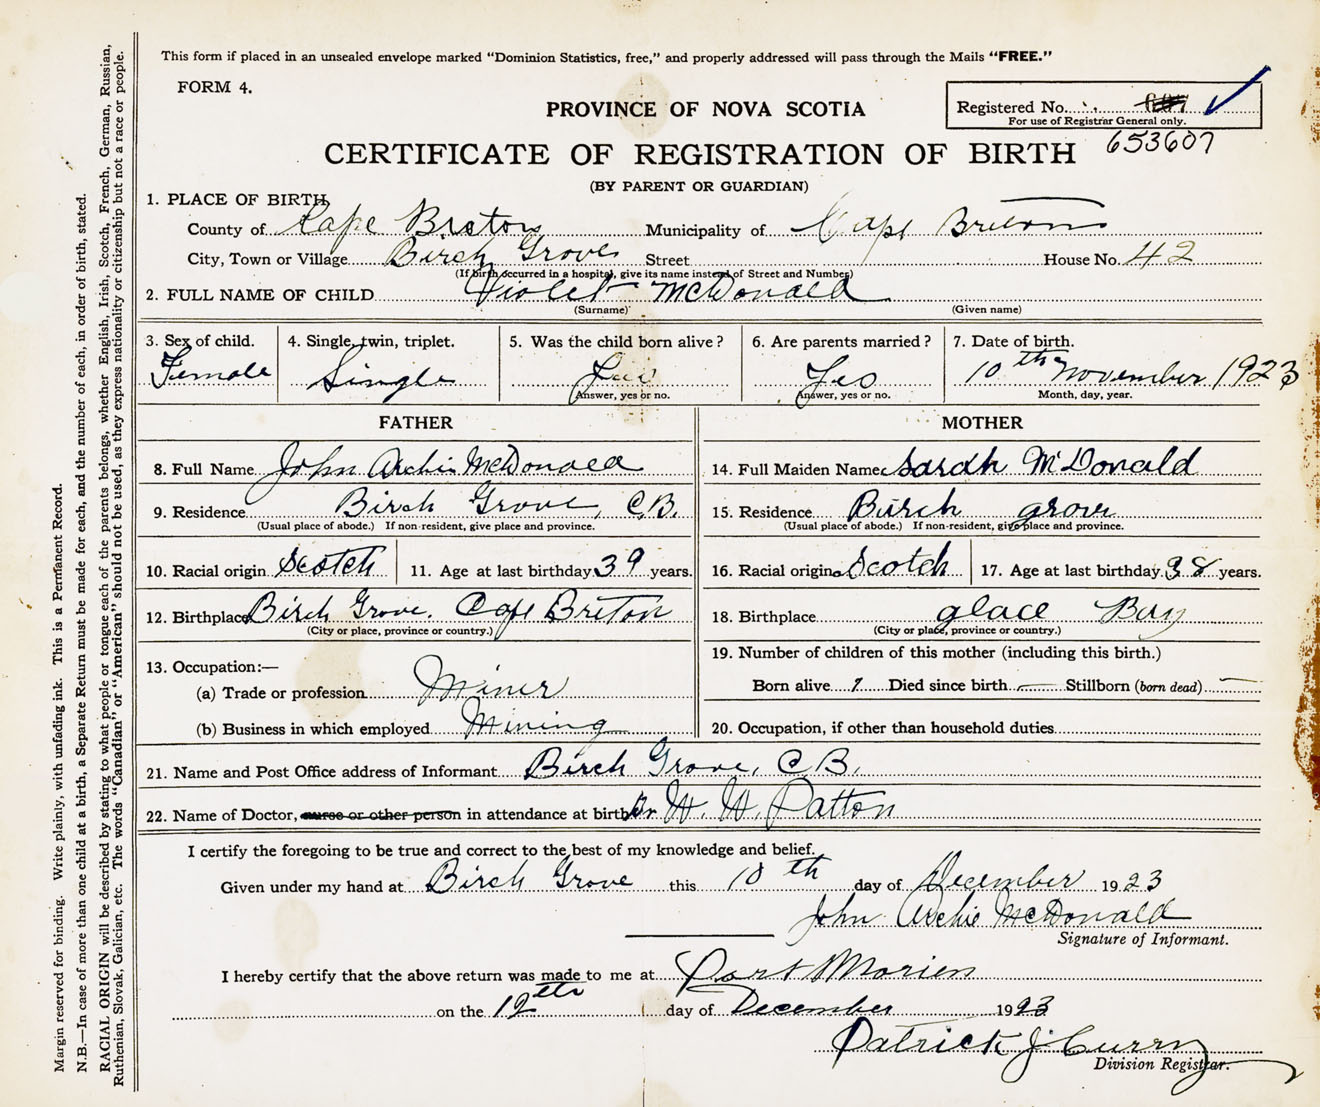 This form if placed in an unsealed envelope marked “Dominion Statistics, free,” and properly addressed will pass through the Mails “FREE.”
FORM 4.
PROVINCE OF NOVA SCOTIA
Registered No.
For use of Registrar General only.
653607
CERTIFICATE OF REGISTRATION OF BIRTH
(BY PARENT OR GUARDIAN)
1. PLACE OF BIRTH
County of Cape Breton Municipality of Cape Breton
City, Town or Village Birch Grove Street House No. 42
(If birth occurred in a hospital, give its name instead of Street and Number)
2. FULL NAME OF CHILD Violet McDonald
(Surname) (Given name)
3. Sex of child. 4. Single, twin, triplet. 5. Was the child born alive? 6. Are parents married? 7. Date of birth.
Female Single Yes Yes 10th November 1923
Answer, yes or no. Answer, yes or no. Month, day, year.
FATHER MOTHER
8. Full Name John Archie McDonald 14. Full Maiden Name Sarah McDonald
9. Residence Birch Grove, C.B. 15. Residence Birch grove
(Usual place of abode.) If non-resident, give place and province. (Usual place of abode.) If non-resident, give place and province.
10. Racial origin Scotch 11. Age at last birthday 39 years. 16. Racial origin Scotch 17. Age at last birthday 38 years.
12. Birthplace Birch Grove. Cape Breton 18. Birthplace glace Bay
(City or place, province or country.) (City or place, province or country.)
13. Occupation:— 19. Number of children of this mother (including this birth.)
(a) Trade or profession Miner Born alive 7 Died since birth — Stillborn (born dead) —
(b) Business in which employed Mining 20. Occupation, if other than household duties
21. Name and Post Office address of Informant Birch Grove, C.B.
22. Name of Doctor, nurse or other person in attendance at birth Dr. W. W. Patton
I certify the foregoing to be true and correct to the best of my knowledge and belief.
Given under my hand at Birch Grove this 10th day of December 1923
John Archie McDonald
Signature of Informant.
I hereby certify that the above return was made to me at Port Morien
on the 12th day of December 1923
Patrick J. Curry
Division Registrar.
Margin reserved for binding. Write plainly, with unfading ink. This is a Permanent Record.
N.B.—In case of more than one child at a birth, a Separate Return must be made for each, and the number of each, in order of birth, stated.
RACIAL ORIGIN will be described by stating to what people or tongue each of the parents belongs, whether English, Irish, Scotch, French, German, Russian,
Ruthenian, Slovak, Galician, etc. The words “Canadian” or “American” should not be used, as they express nationality or citizenship but not a race or people.